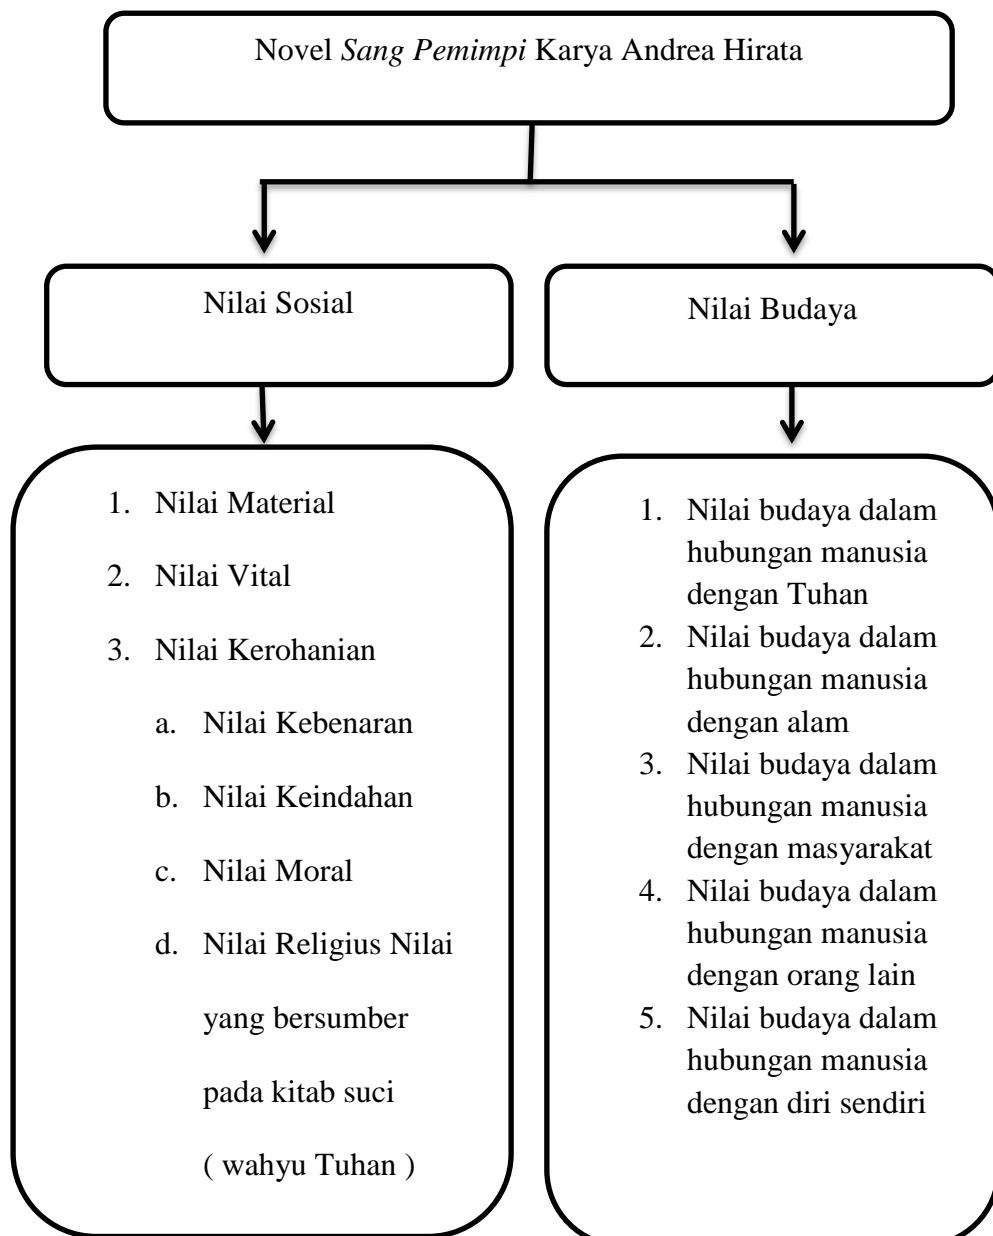 Novel Sang Pemimpi Karya Andrea Hirata
Nilai Sosial
Nilai Budaya
1. Nilai Material
2. Nilai Vital
3. Nilai Kerohanian
a. Nilai Kebenaran
b. Nilai Keindahan
c. Nilai Moral
d. Nilai Religius Nilai
yang bersumber
pada kitab suci
( wahyu Tuhan )
1. Nilai budaya dalam
hubungan manusia
dengan Tuhan
2. Nilai budaya dalam
hubungan manusia
dengan alam
3. Nilai budaya dalam
hubungan manusia
dengan masyarakat
4. Nilai budaya dalam
hubungan manusia
dengan orang lain
5. Nilai budaya dalam
hubungan manusia
dengan diri sendiri